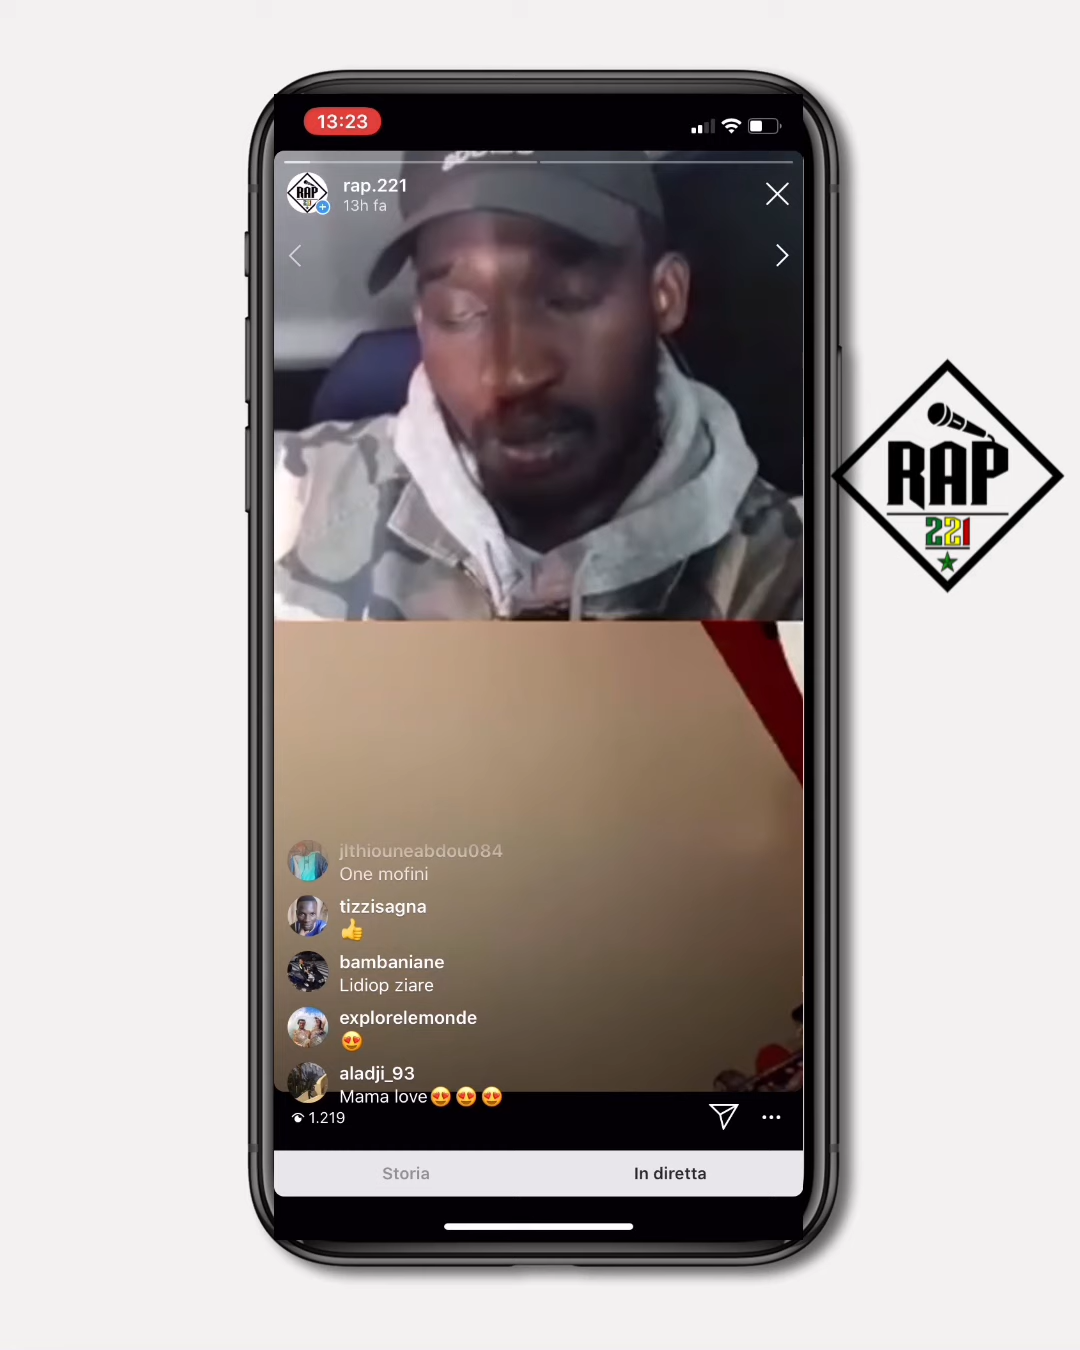 13:23
RAP
rap.221
13h fa
RAP
221
jlthiouneabdou084
One mofini
tizzisagna
👍
bambaniane
Lidiop ziare
explorelemonde
😍
aladji_93
Mama love😍😍😍
1.219
Storia
In diretta